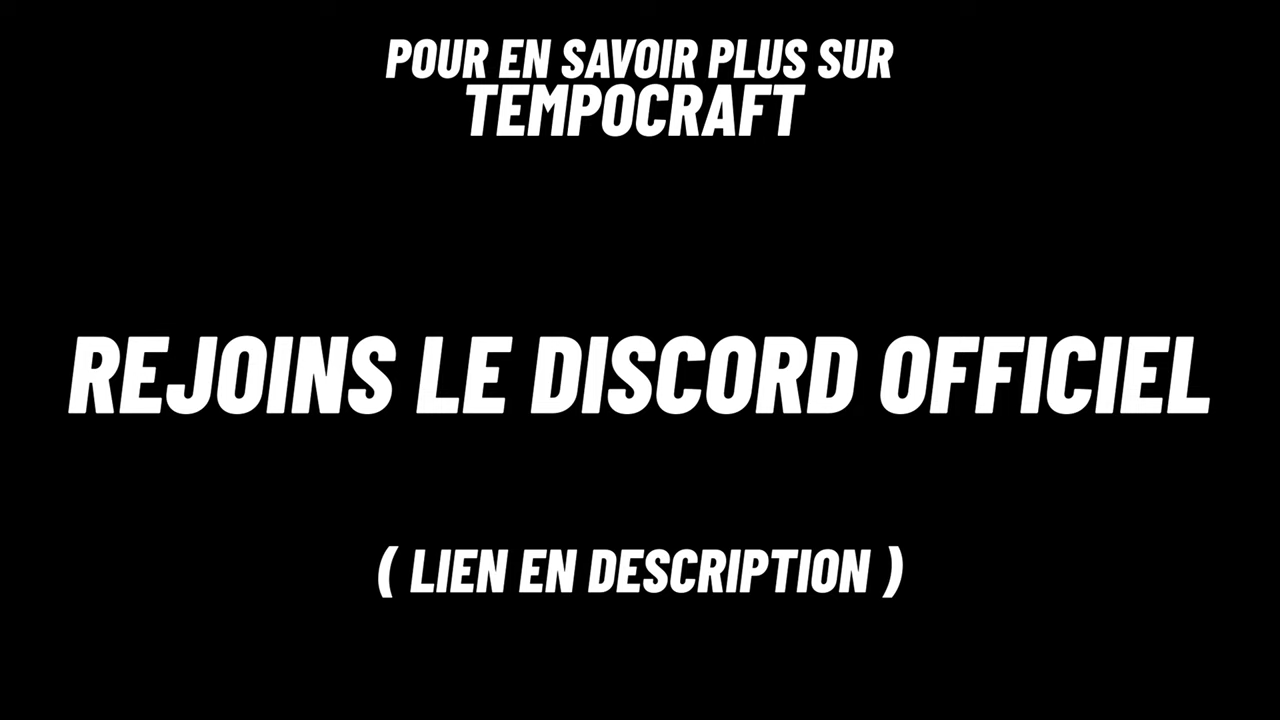 POUR EN SAVOIR PLUS SUR
TEMPOCRAFT
REJOINS LE DISCORD OFFICIEL
( LIEN EN DESCRIPTION )